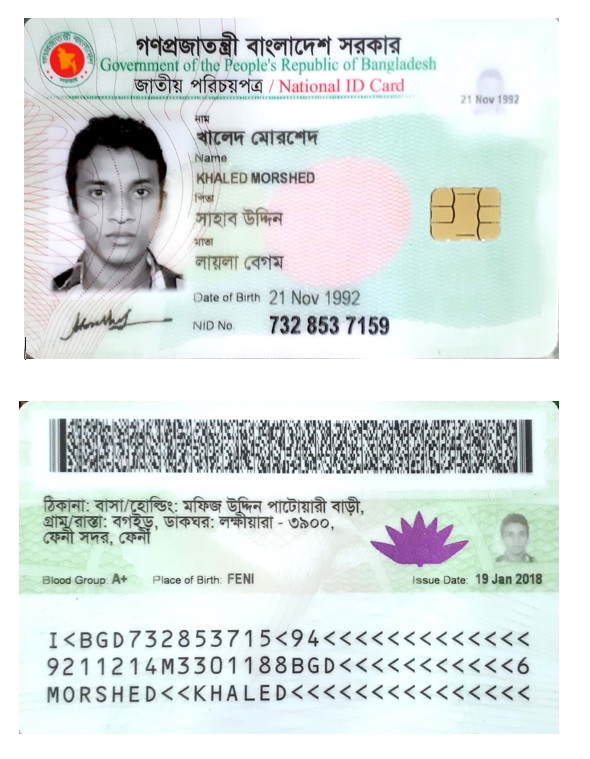 গণপ্রজাতন্ত্রী বাংলাদেশ সরকার
Government of the People's Republic of Bangladesh
জাতীয় পরিচয়পত্র / National ID Card
21 Nov 1992
নাম
খালেদ মোরশেদ
Name
KHALED MORSHED
পিতা
সাহাব উদ্দিন
মাতা
লায়লা বেগম
Date of Birth 21 Nov 1992
NID No. 732 853 7159
ঠিকানা: বাসা/হোল্ডিং: মফিজ উদ্দিন পাটোয়ারী বাড়ী,
গ্রাম/রাস্তা: বগইড়, ডাকঘর: লক্ষীয়ারা - ৩৯০০,
ফেনী সদর, ফেনী
Blood Group: A+ Place of Birth: FENI Issue Date: 19 Jan 2018
I<BGD732853715<94<<<<<<<<<<<<<
9211214M3301188BGD<<<<<<<<<<<6
MORSHED<<KHALED<<<<<<<<<<<<<<<